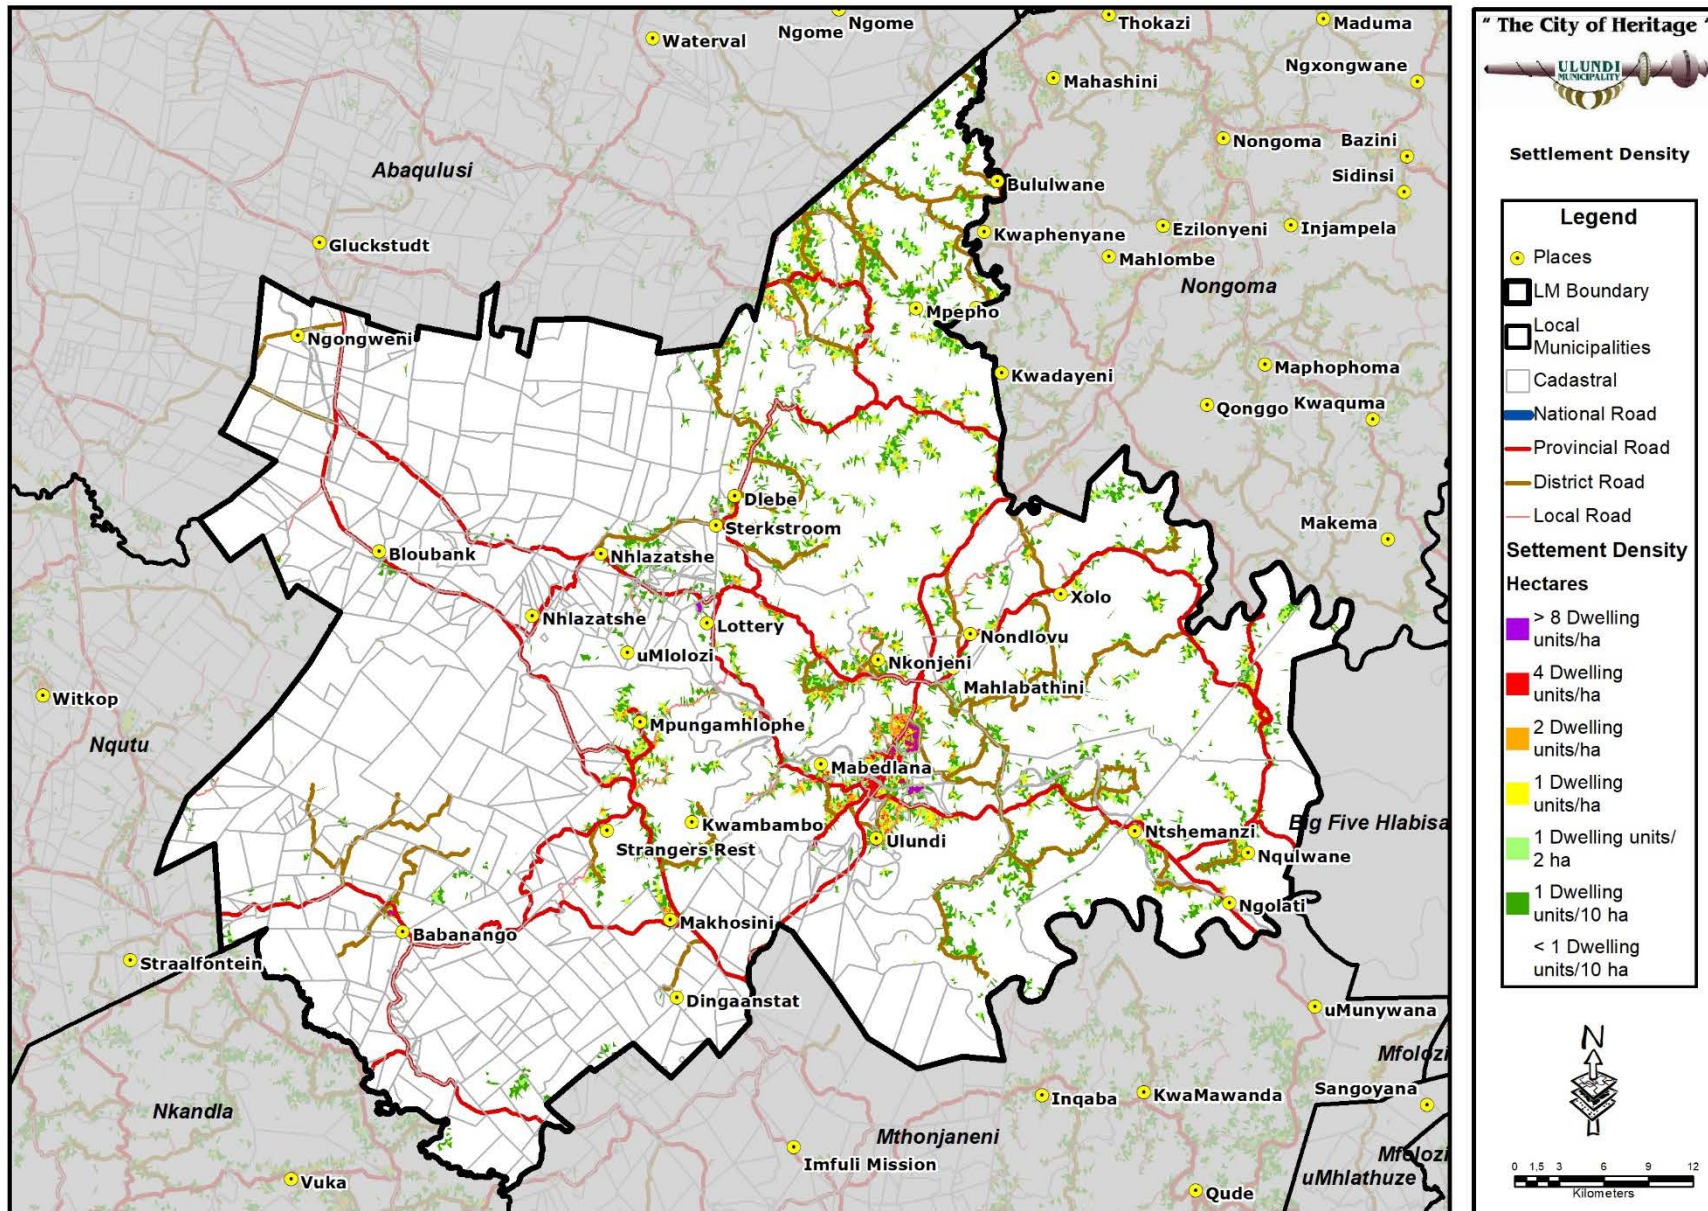 Waterval
Ngome
Ngome
Thokazi
Maduma
Mahashini
Ngxongwane
Nongoma
Bazini
Sidinsi
Abaqulusi
Bululwane
Gluckstudt
Kwaphenyane
Ezilonyeni
Injampela
Mahlombe
Nongoma
Mpepho
Ngongweni
Kwadayeni
Maphophoma
Qonggo
Kwaquma
Dlebe
Sterkstroom
Makema
Bloubank
Nhlazatshe
Xolo
Nhlazatshe
Lottery
Nondlovu
uMlolozi
Nkonjeni
Mahlabathini
Witkop
Mpungamhlophe
Nqutu
Mabedlana
Kwambambo
Big Five Hlabisa
Strangers Rest
Ulundi
Ntshemanzi
Nqulwane
Makhosini
Ngolati
Babanango
Straalfontein
Dingaanstat
uMunywana
Mfolozi
Sangoyana
Inqaba
KwaMawanda
Nkandla
Mthonjaneni
Imfuli Mission
Mfolozi
uMhlathuze
Vuka
Qude
" The City of Heritage "
ULUNDI
MUNICIPALITY
Settlement Density
Legend
Places
LM Boundary
Local
Municipalities
Cadastral
National Road
Provincial Road
District Road
Local Road
Settement Density
Hectares
> 8 Dwelling
units/ha
4 Dwelling
units/ha
2 Dwelling
units/ha
1 Dwelling
units/ha
1 Dwelling units/
2 ha
1 Dwelling
units/10 ha
< 1 Dwelling
units/10 ha
N
0 1,5 3 6 9 12
Kilometers